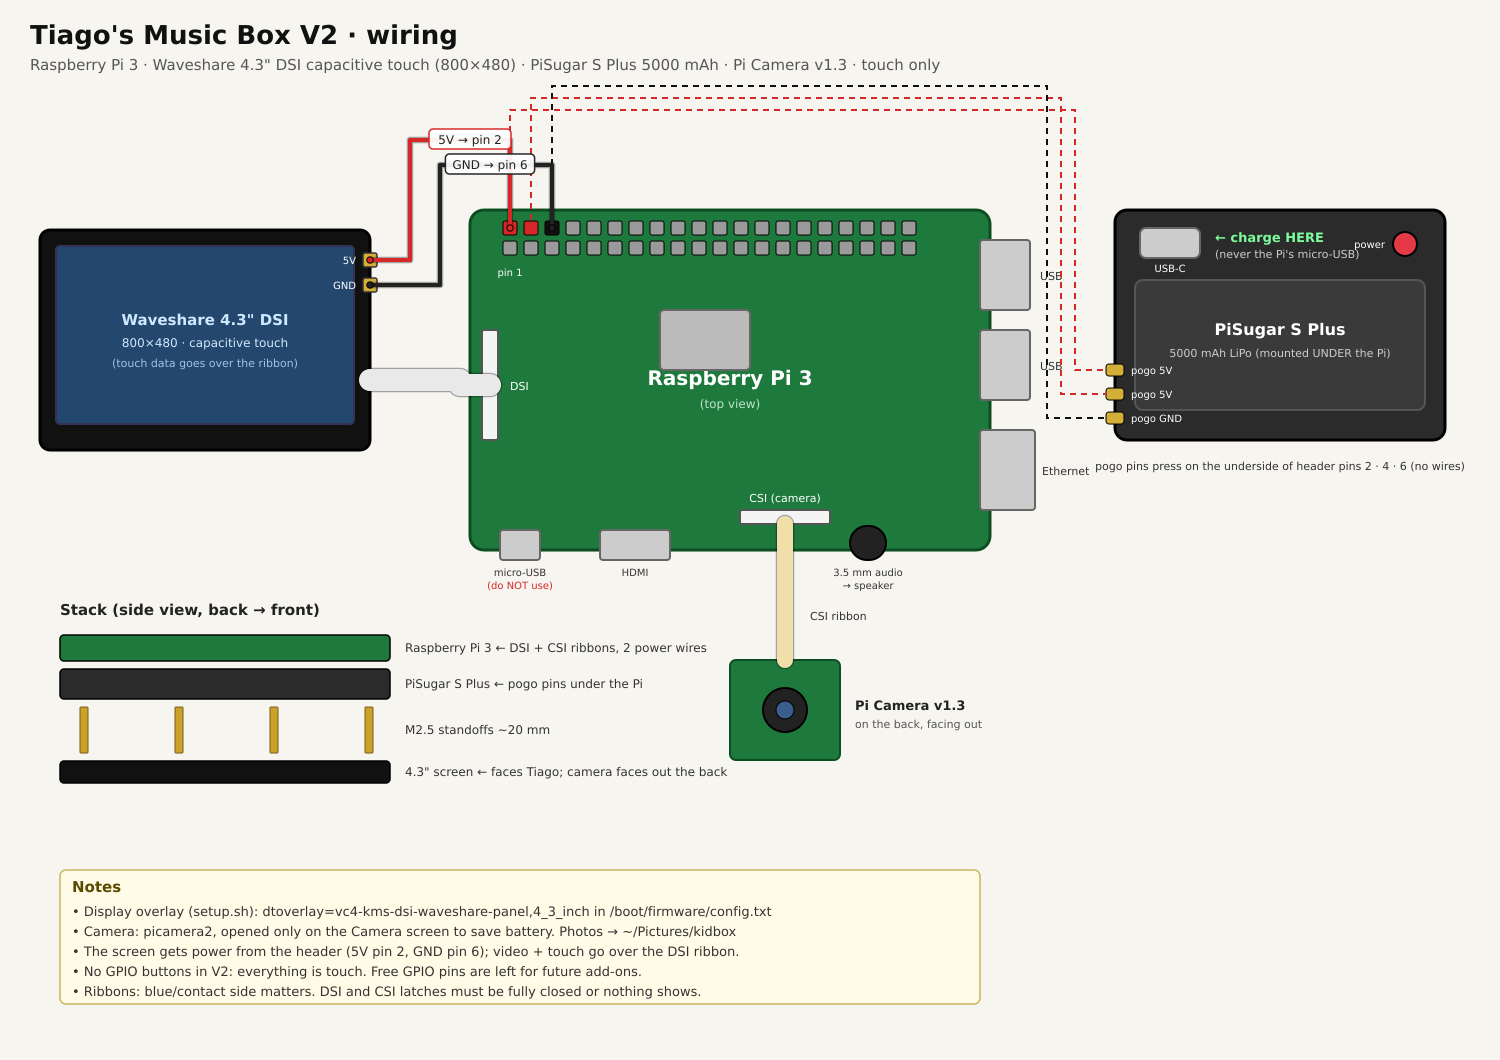 Tiago's Music Box V2 · wiring
Raspberry Pi 3 · Waveshare 4.3" DSI capacitive touch (800×480) · PiSugar S Plus 5000 mAh · Pi Camera v1.3 · touch only
5V → pin 2
GND → pin 6
5V
GND
Waveshare 4.3" DSI
800×480 · capacitive touch
(touch data goes over the ribbon)
pin 1
DSI
Raspberry Pi 3
(top view)
USB
USB
Ethernet
CSI (camera)
micro-USB
(do NOT use)
HDMI
3.5 mm audio
→ speaker
CSI ribbon
← charge HERE
(never the Pi's micro-USB)
power
USB-C
PiSugar S Plus
5000 mAh LiPo (mounted UNDER the Pi)
pogo 5V
pogo 5V
pogo GND
pogo pins press on the underside of header pins 2 · 4 · 6 (no wires)
Stack (side view, back → front)
Raspberry Pi 3 ← DSI + CSI ribbons, 2 power wires
PiSugar S Plus ← pogo pins under the Pi
M2.5 standoffs ~20 mm
4.3" screen ← faces Tiago; camera faces out the back
Pi Camera v1.3
on the back, facing out
Notes
• Display overlay (setup.sh): dtoverlay=vc4-kms-dsi-waveshare-panel,4_3_inch in /boot/firmware/config.txt
• Camera: picamera2, opened only on the Camera screen to save battery. Photos → ~/Pictures/kidbox
• The screen gets power from the header (5V pin 2, GND pin 6); video + touch go over the DSI ribbon.
• No GPIO buttons in V2: everything is touch. Free GPIO pins are left for future add-ons.
• Ribbons: blue/contact side matters. DSI and CSI latches must be fully closed or nothing shows.